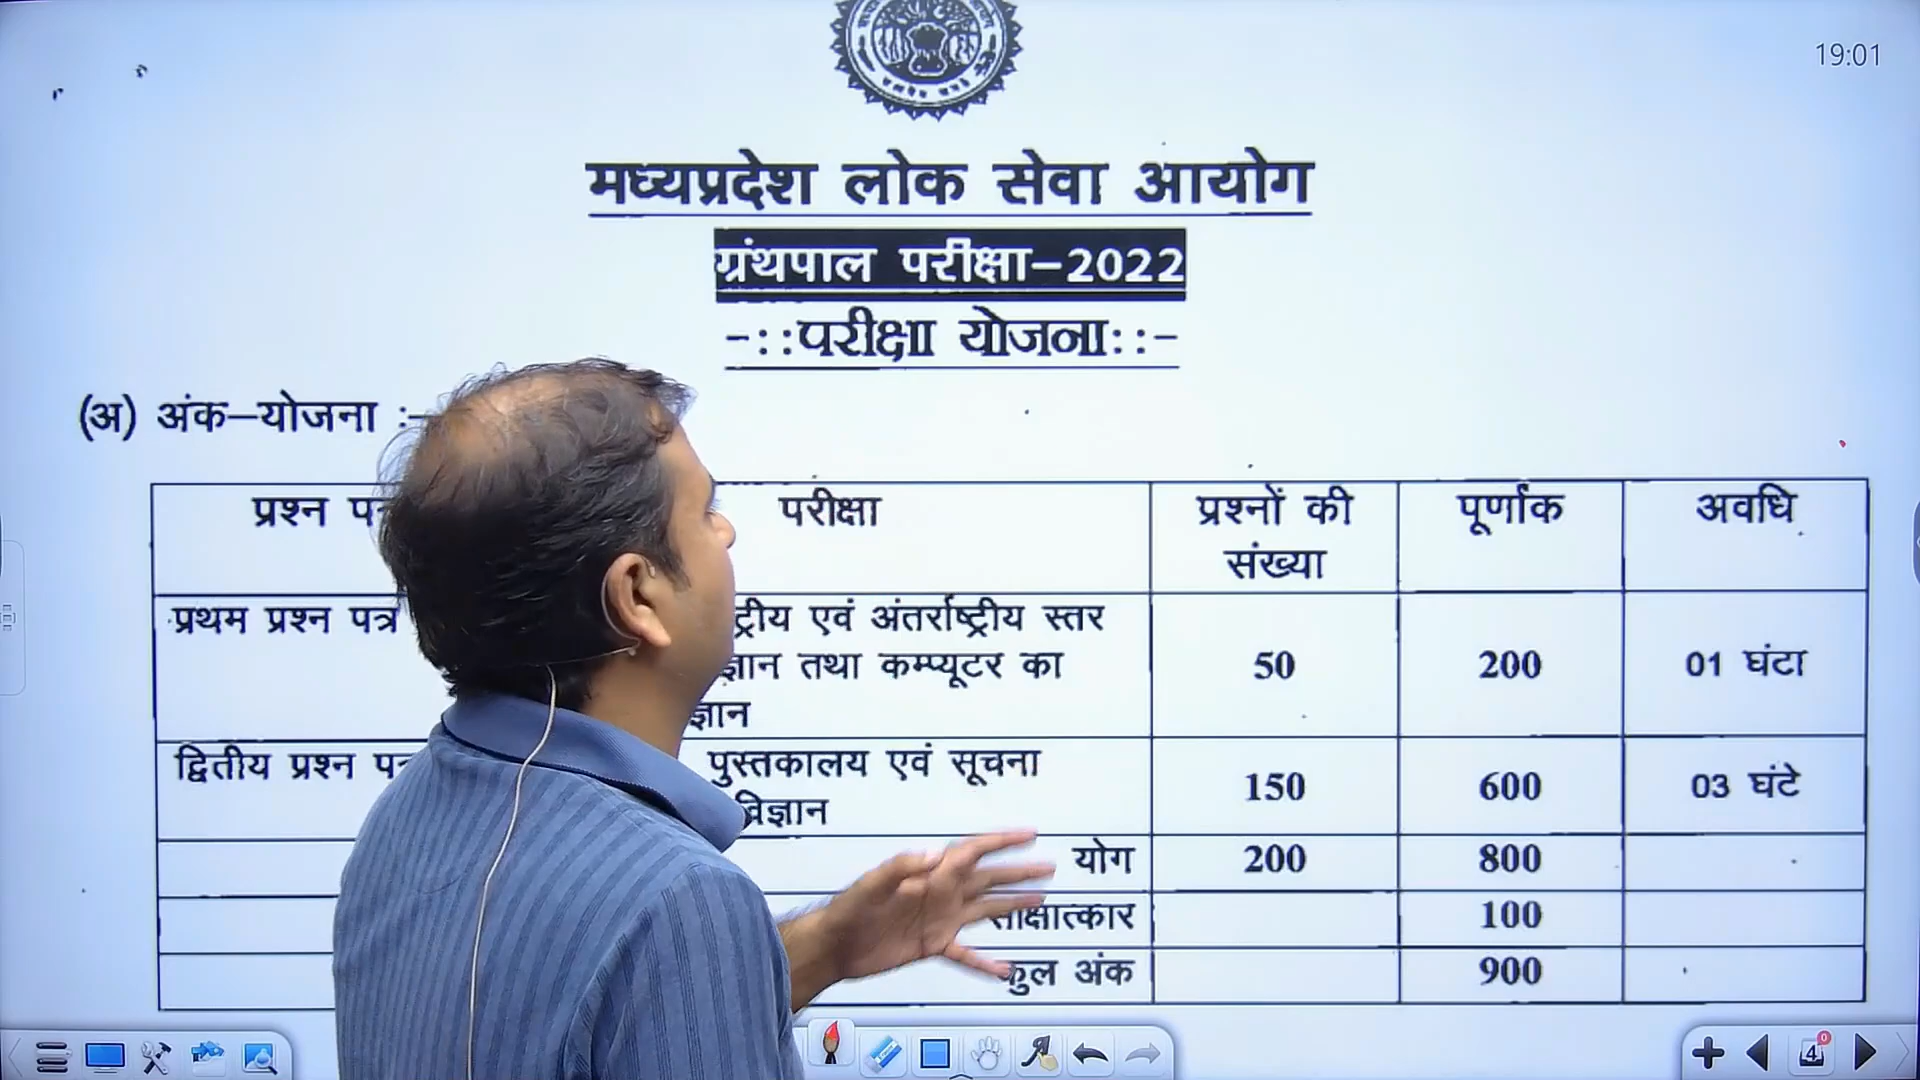 19:01
मध्यप्रदेश लोक सेवा आयोग
ग्रंथपाल परीक्षा–2022
-::परीक्षा योजना::-
(अ) अंक–योजना :-
प्रश्न परीक्षा प्रश्नों की संख्या पूर्णाक अवधि
प्रथम प्रश्न पत्र एवं अंतर्राष्ट्रीय स्तर
तथा कम्प्यूटर का
ज्ञान
50 200 01 घंटा
द्वितीय प्रश्न पुस्तकालय एवं सूचना
विज्ञान
150 600 03 घंटे
योग 200 800
साक्षात्कार 100
कुल अंक 900
4
0